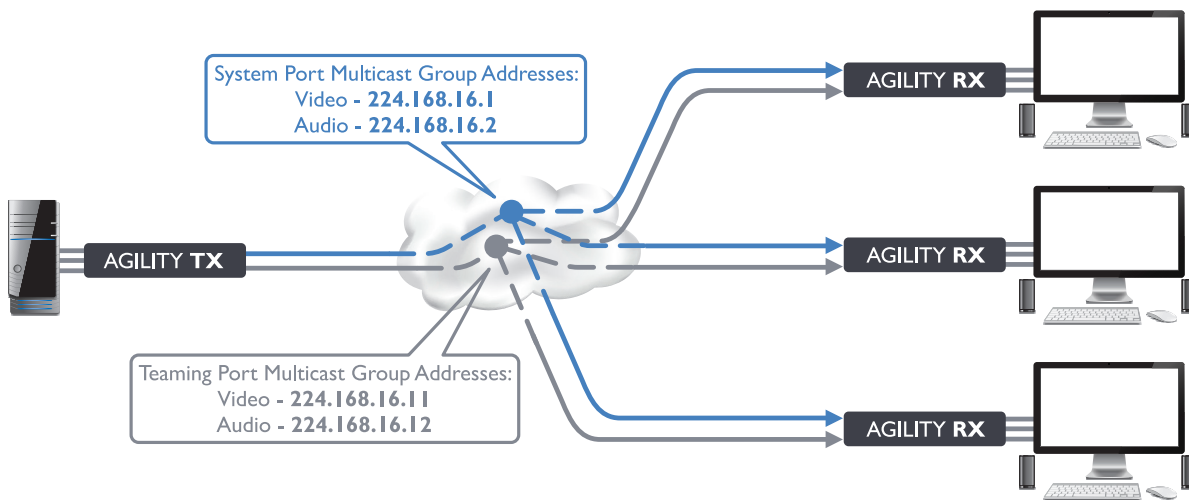 System Port Multicast Group Addresses:
Video - 224.168.16.1
Audio - 224.168.16.2
AGILITY RX
AGILITY TX
AGILITY RX
Teaming Port Multicast Group Addresses:
Video - 224.168.16.11
Audio - 224.168.16.12
AGILITY RX